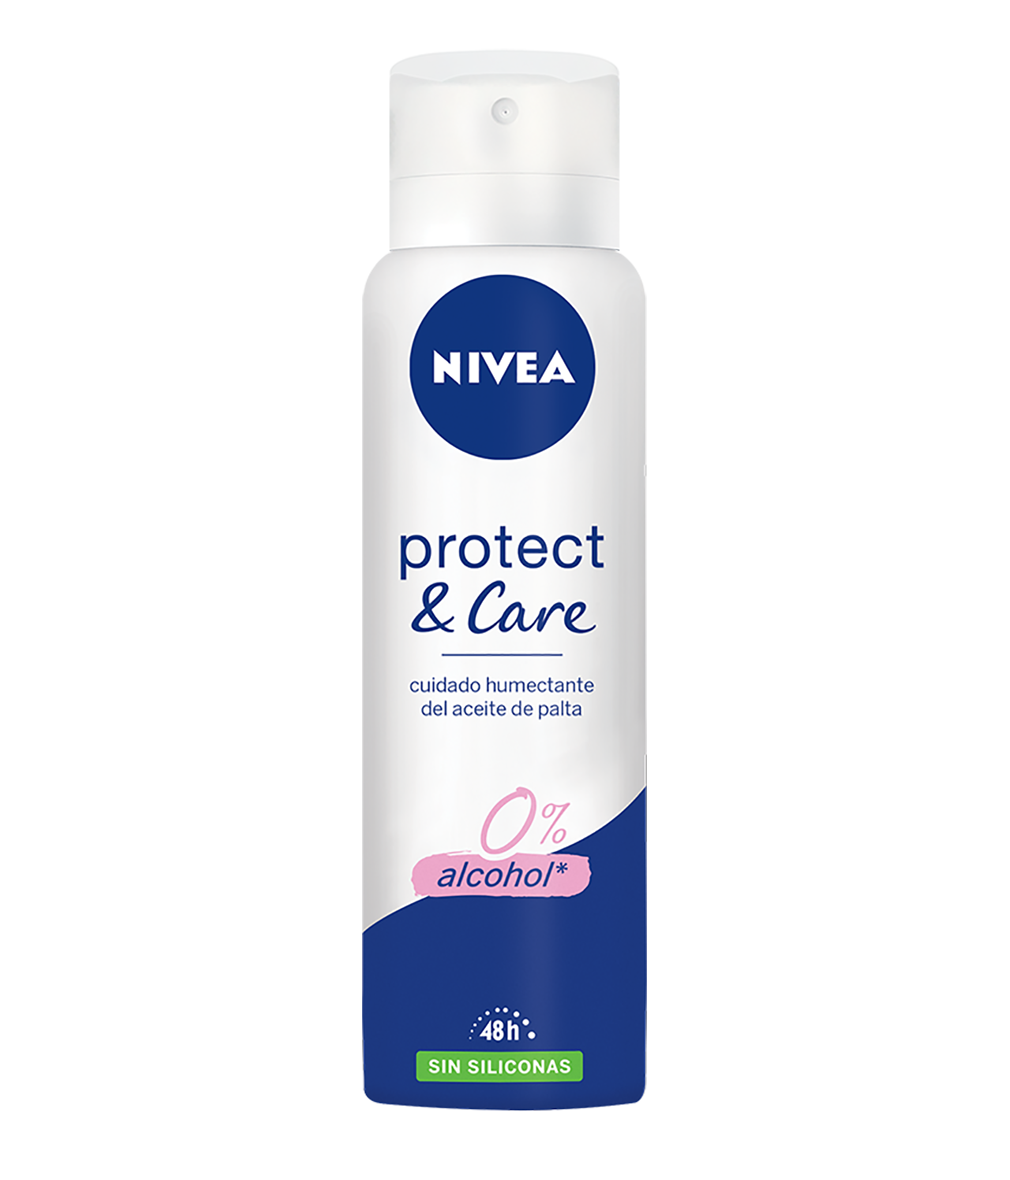 NIVEA
protect
& Care
cuidado humectante
del aceite de palta
0%
alcohol*
48h
SIN SILICONAS